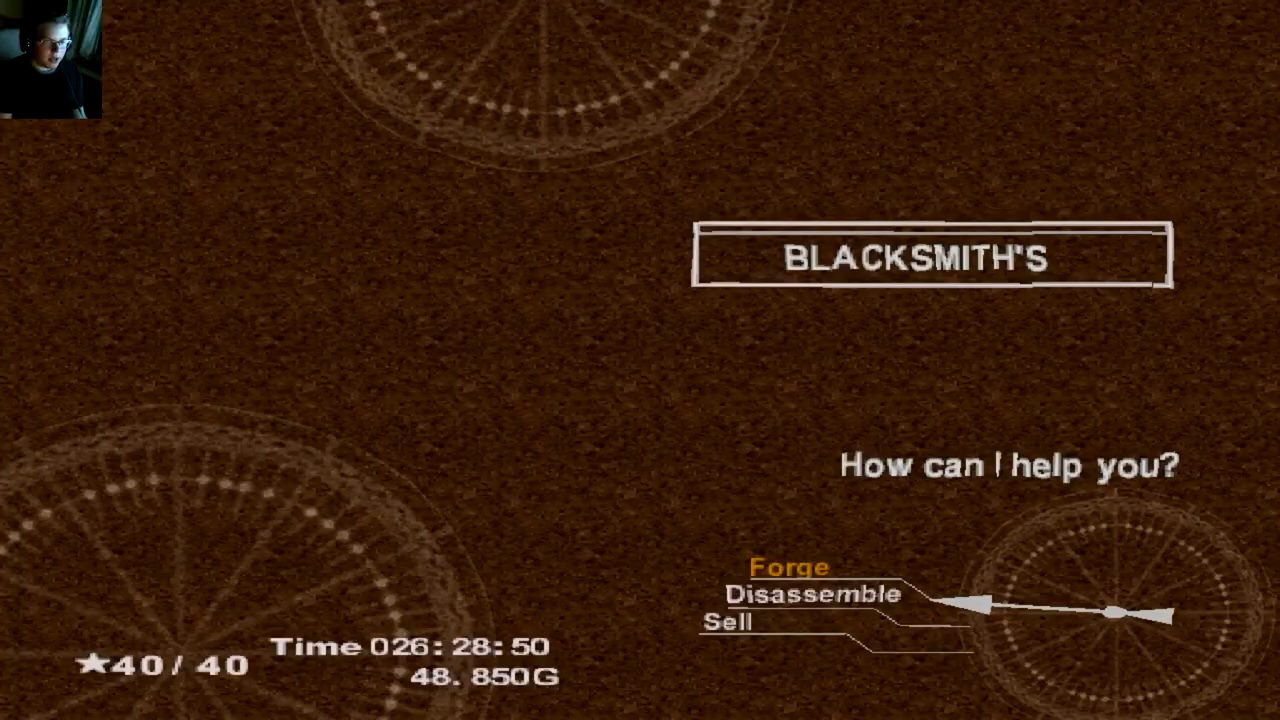 BLACKSMITH'S
How can I help you?
Forge
Disassemble
Sell
Time 026: 28: 50
★40 / 40
48. 850G